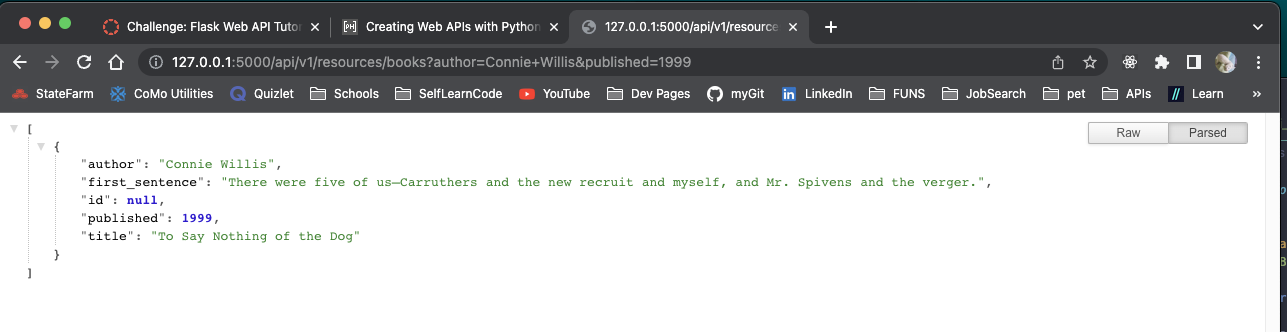 Challenge: Flask Web API Tutor
Creating Web APIs with Python
127.0.0.1:5000/api/v1/resource
127.0.0.1:5000/api/v1/resources/books?author=Connie+Willis&published=1999
StateFarm CoMo Utilities Quizlet Schools SelfLearnCode YouTube Dev Pages myGit LinkedIn FUNS JobSearch pet APIs Learn »
Raw Parsed
[
{
"author": "Connie Willis",
"first_sentence": "There were five of us—Carruthers and the new recruit and myself, and Mr. Spivens and the verger.",
"id": null,
"published": 1999,
"title": "To Say Nothing of the Dog"
}
]